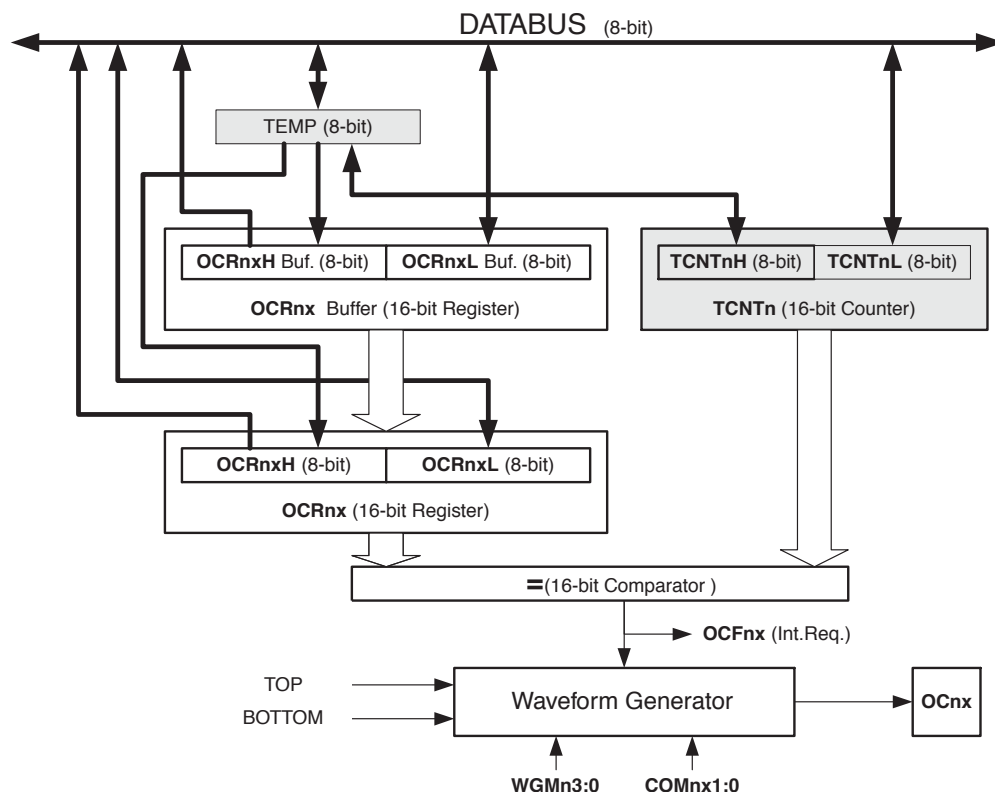 DATABUS (8-bit)
TEMP (8-bit)
OCRnxH Buf. (8-bit) OCRnxL Buf. (8-bit)
OCRnx Buffer (16-bit Register)
TCNTnH (8-bit) TCNTnL (8-bit)
TCNTn (16-bit Counter)
OCRnxH (8-bit) OCRnxL (8-bit)
OCRnx (16-bit Register)
=(16-bit Comparator )
OCFnx (Int.Req.)
TOP
BOTTOM
Waveform Generator
OCnx
WGMn3:0 COMnx1:0